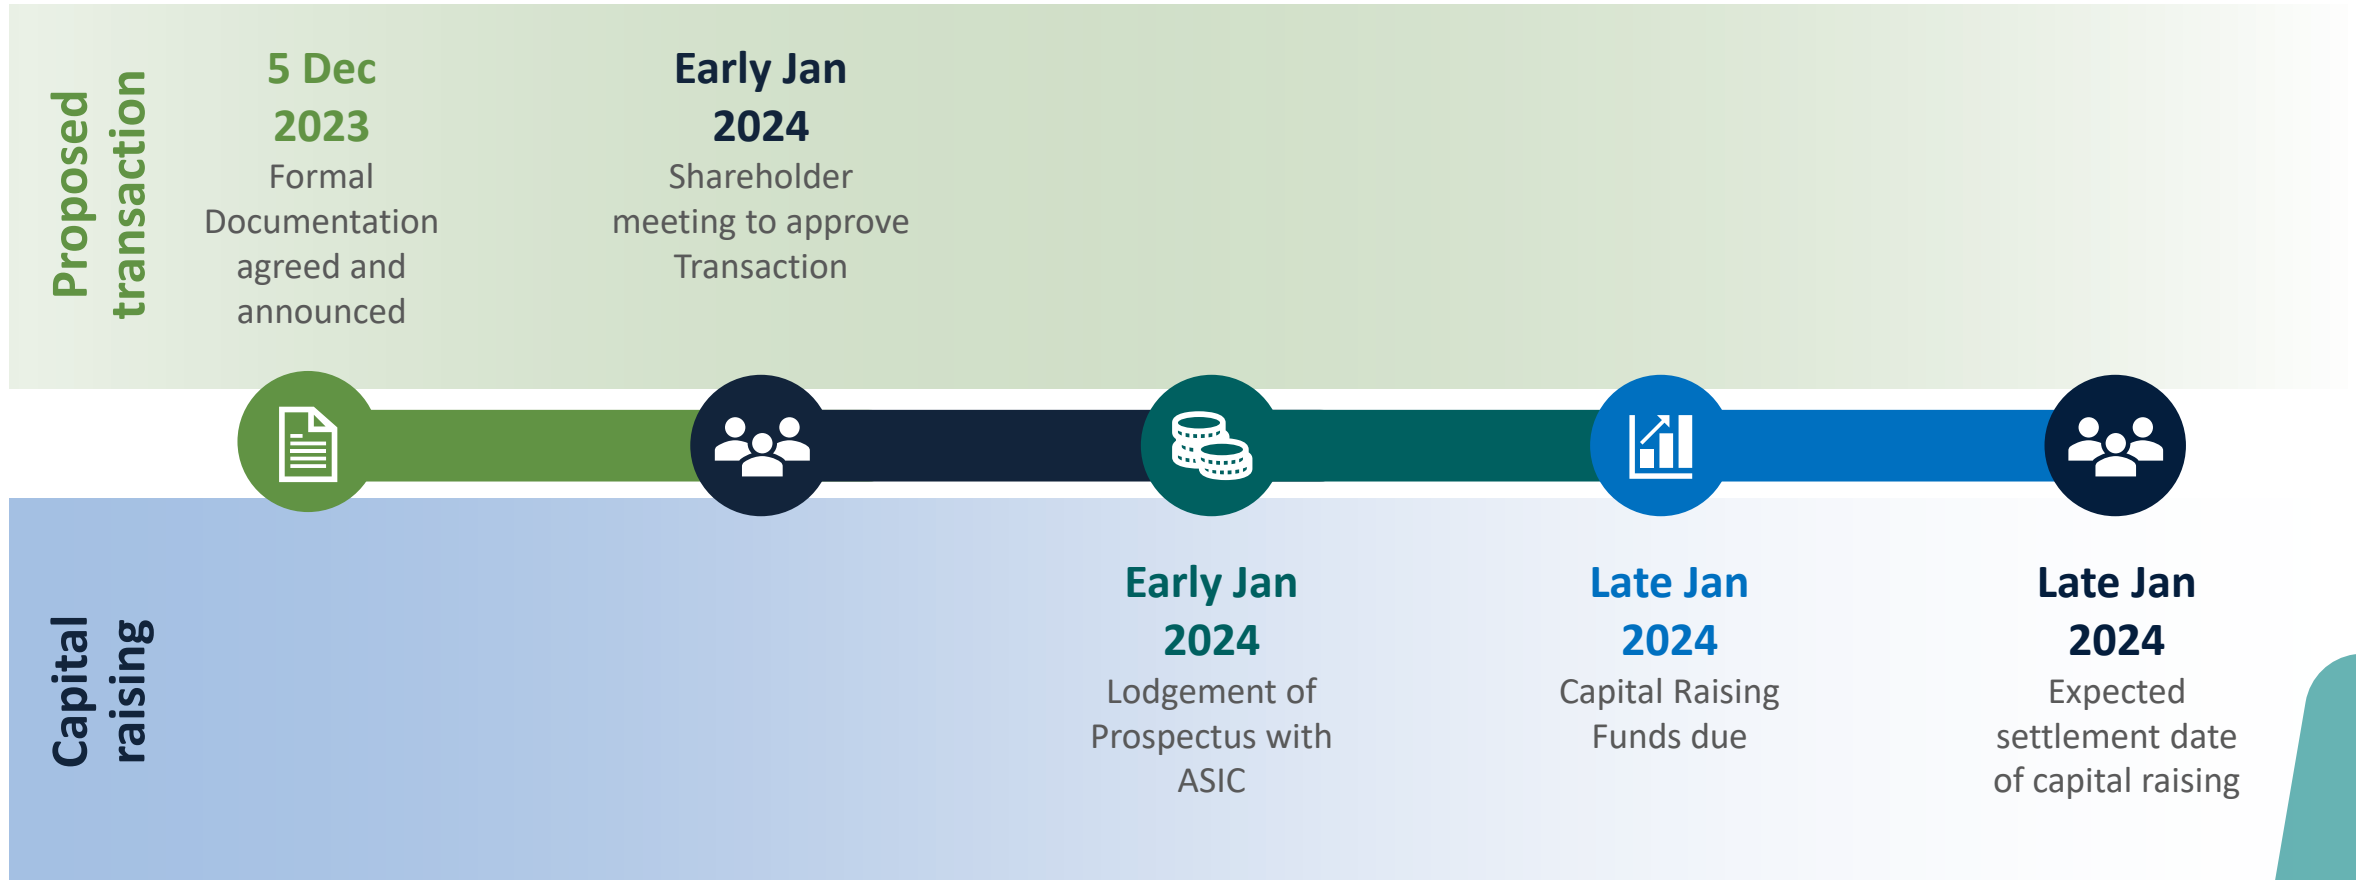 Proposed
transaction
5 Dec
2023
Formal
Documentation
agreed and
announced
Early Jan
2024
Shareholder
meeting to approve
Transaction
Capital
raising
Early Jan
2024
Lodgement of
Prospectus with
ASIC
Late Jan
2024
Capital Raising
Funds due
Late Jan
2024
Expected
settlement date
of capital raising